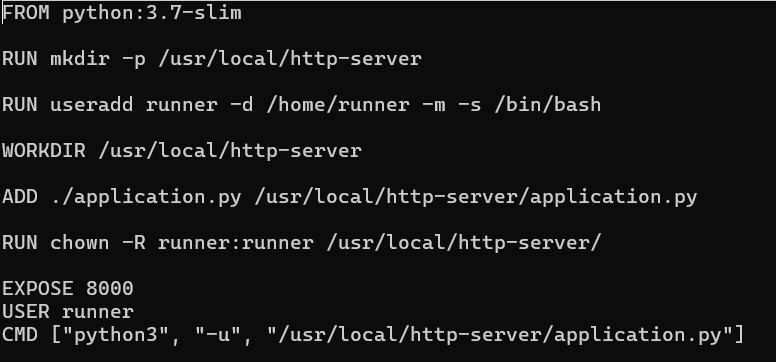 FROM python:3.7-slim
RUN mkdir -p /usr/local/http-server
RUN useradd runner -d /home/runner -m -s /bin/bash
WORKDIR /usr/local/http-server
ADD ./application.py /usr/local/http-server/application.py
RUN chown -R runner:runner /usr/local/http-server/
EXPOSE 8000
USER runner
CMD ["python3", "-u", "/usr/local/http-server/application.py"]